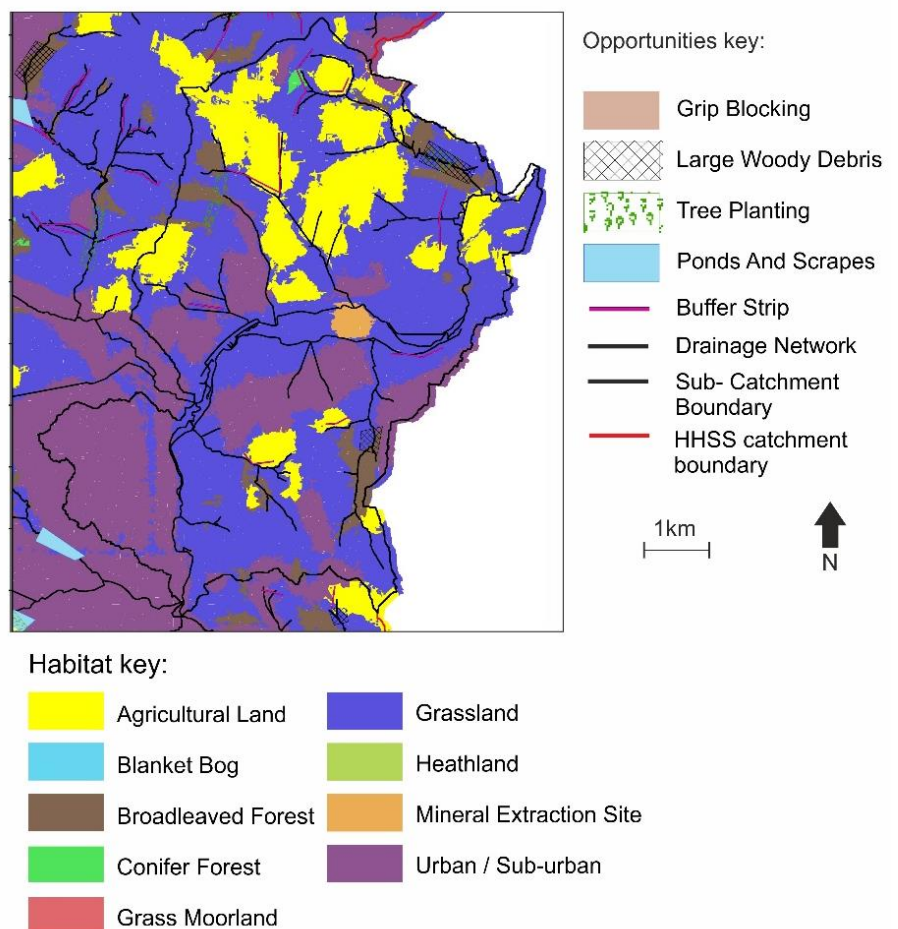 Opportunities key:
Grip Blocking
Large Woody Debris
Tree Planting
Ponds And Scrapes
Buffer Strip
Drainage Network
Sub- Catchment
Boundary
HHSS catchment
boundary
1km
N
Habitat key:
Agricultural Land
Blanket Bog
Broadleaved Forest
Conifer Forest
Grass Moorland
Grassland
Heathland
Mineral Extraction Site
Urban / Sub-urban